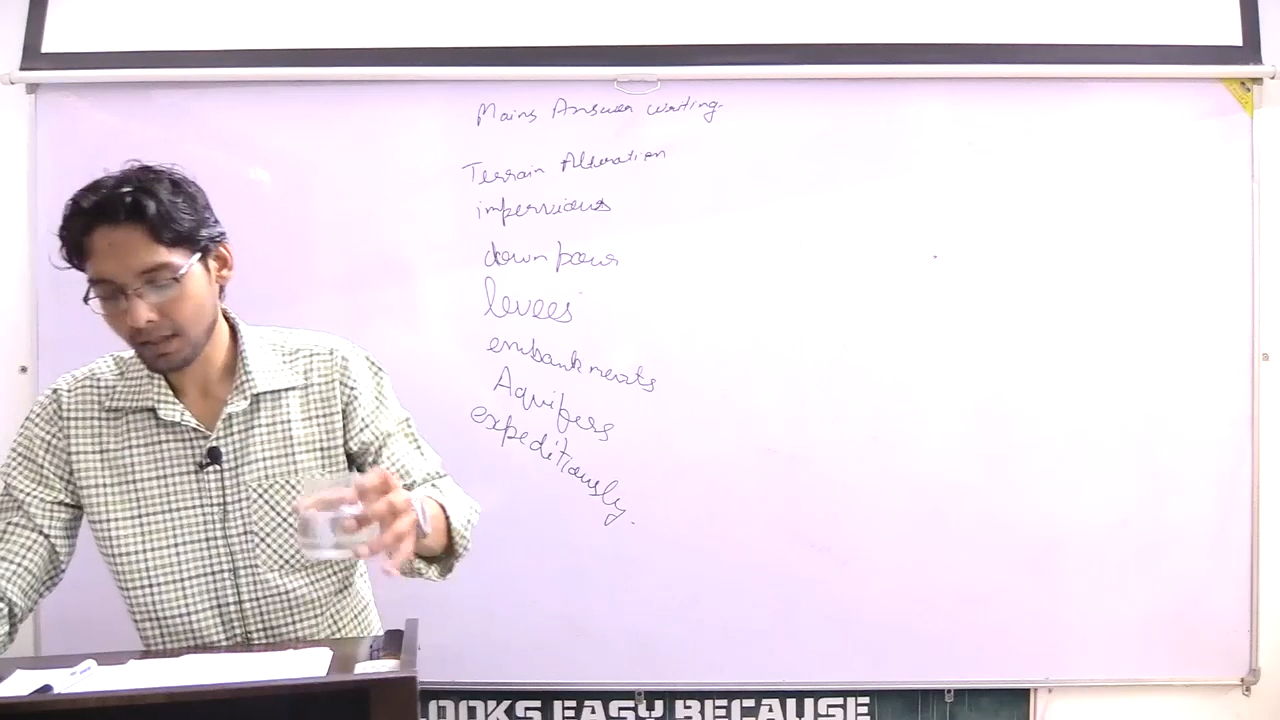 Mains Answer writing
Terrain Alteration
impervious
downpour
levees
embankments
Aquifers
expeditiously.
LOOKS EASY BECAUSE